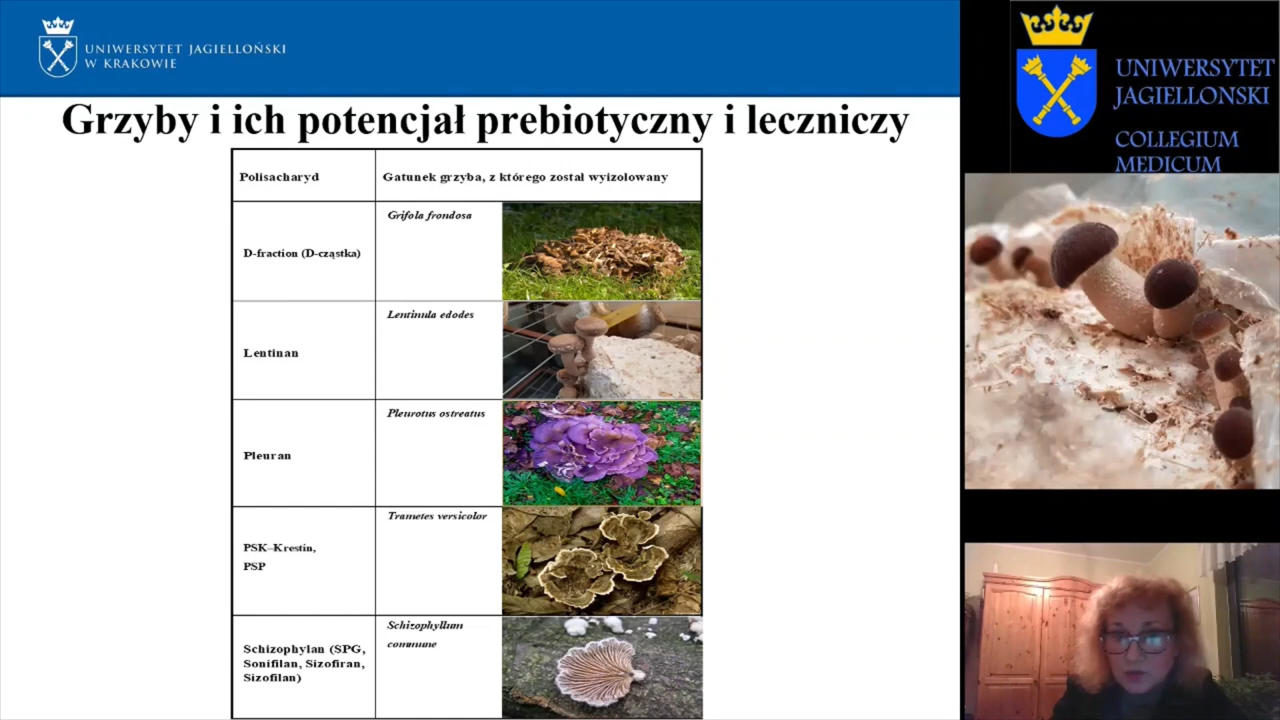 UNIWERSYTET JAGIELLOŃSKI
W KRAKOWIE
Grzyby i ich potencjał prebiotyczny i leczniczy
Polisacharyd
Gatunek grzyba, z którego został wyizolowany
D-fraction (D-cząstka)
Grifola frondosa
Lentinan
Lentinula edodes
Pleuran
Pleurotus ostreatus
PSK–Krestin,
PSP
Trametes versicolor
Schizophylan (SPG,
Sonifilan, Sizofiran,
Sizofilan)
Schizophyllum
commune
UNIWERSYTET
JAGIELLONSKI
COLLEGIUM
MEDICUM